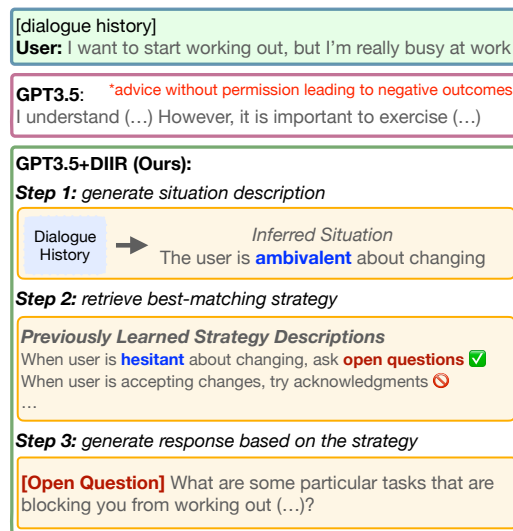 [dialogue history]
User: I want to start working out, but I'm really busy at work
GPT3.5: *advice without permission leading to negative outcomes
I understand (...) However, it is important to exercise (...)
GPT3.5+DIIR (Ours):
Step 1: generate situation description
Dialogue
History
Inferred Situation
The user is ambivalent about changing
Step 2: retrieve best-matching strategy
Previously Learned Strategy Descriptions
When user is hesitant about changing, ask open questions ✅
When user is accepting changes, try acknowledgments 🚫
...
Step 3: generate response based on the strategy
[Open Question] What are some particular tasks that are
blocking you from working out (...)?